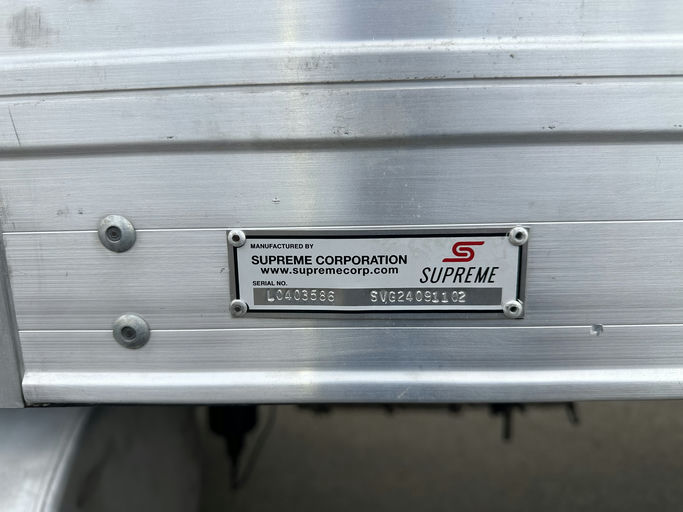 MANUFACTURED BY
SUPREME CORPORATION
www.supremecorp.com
SUPREME
SERIAL NO.
L0403586 SVG24091102